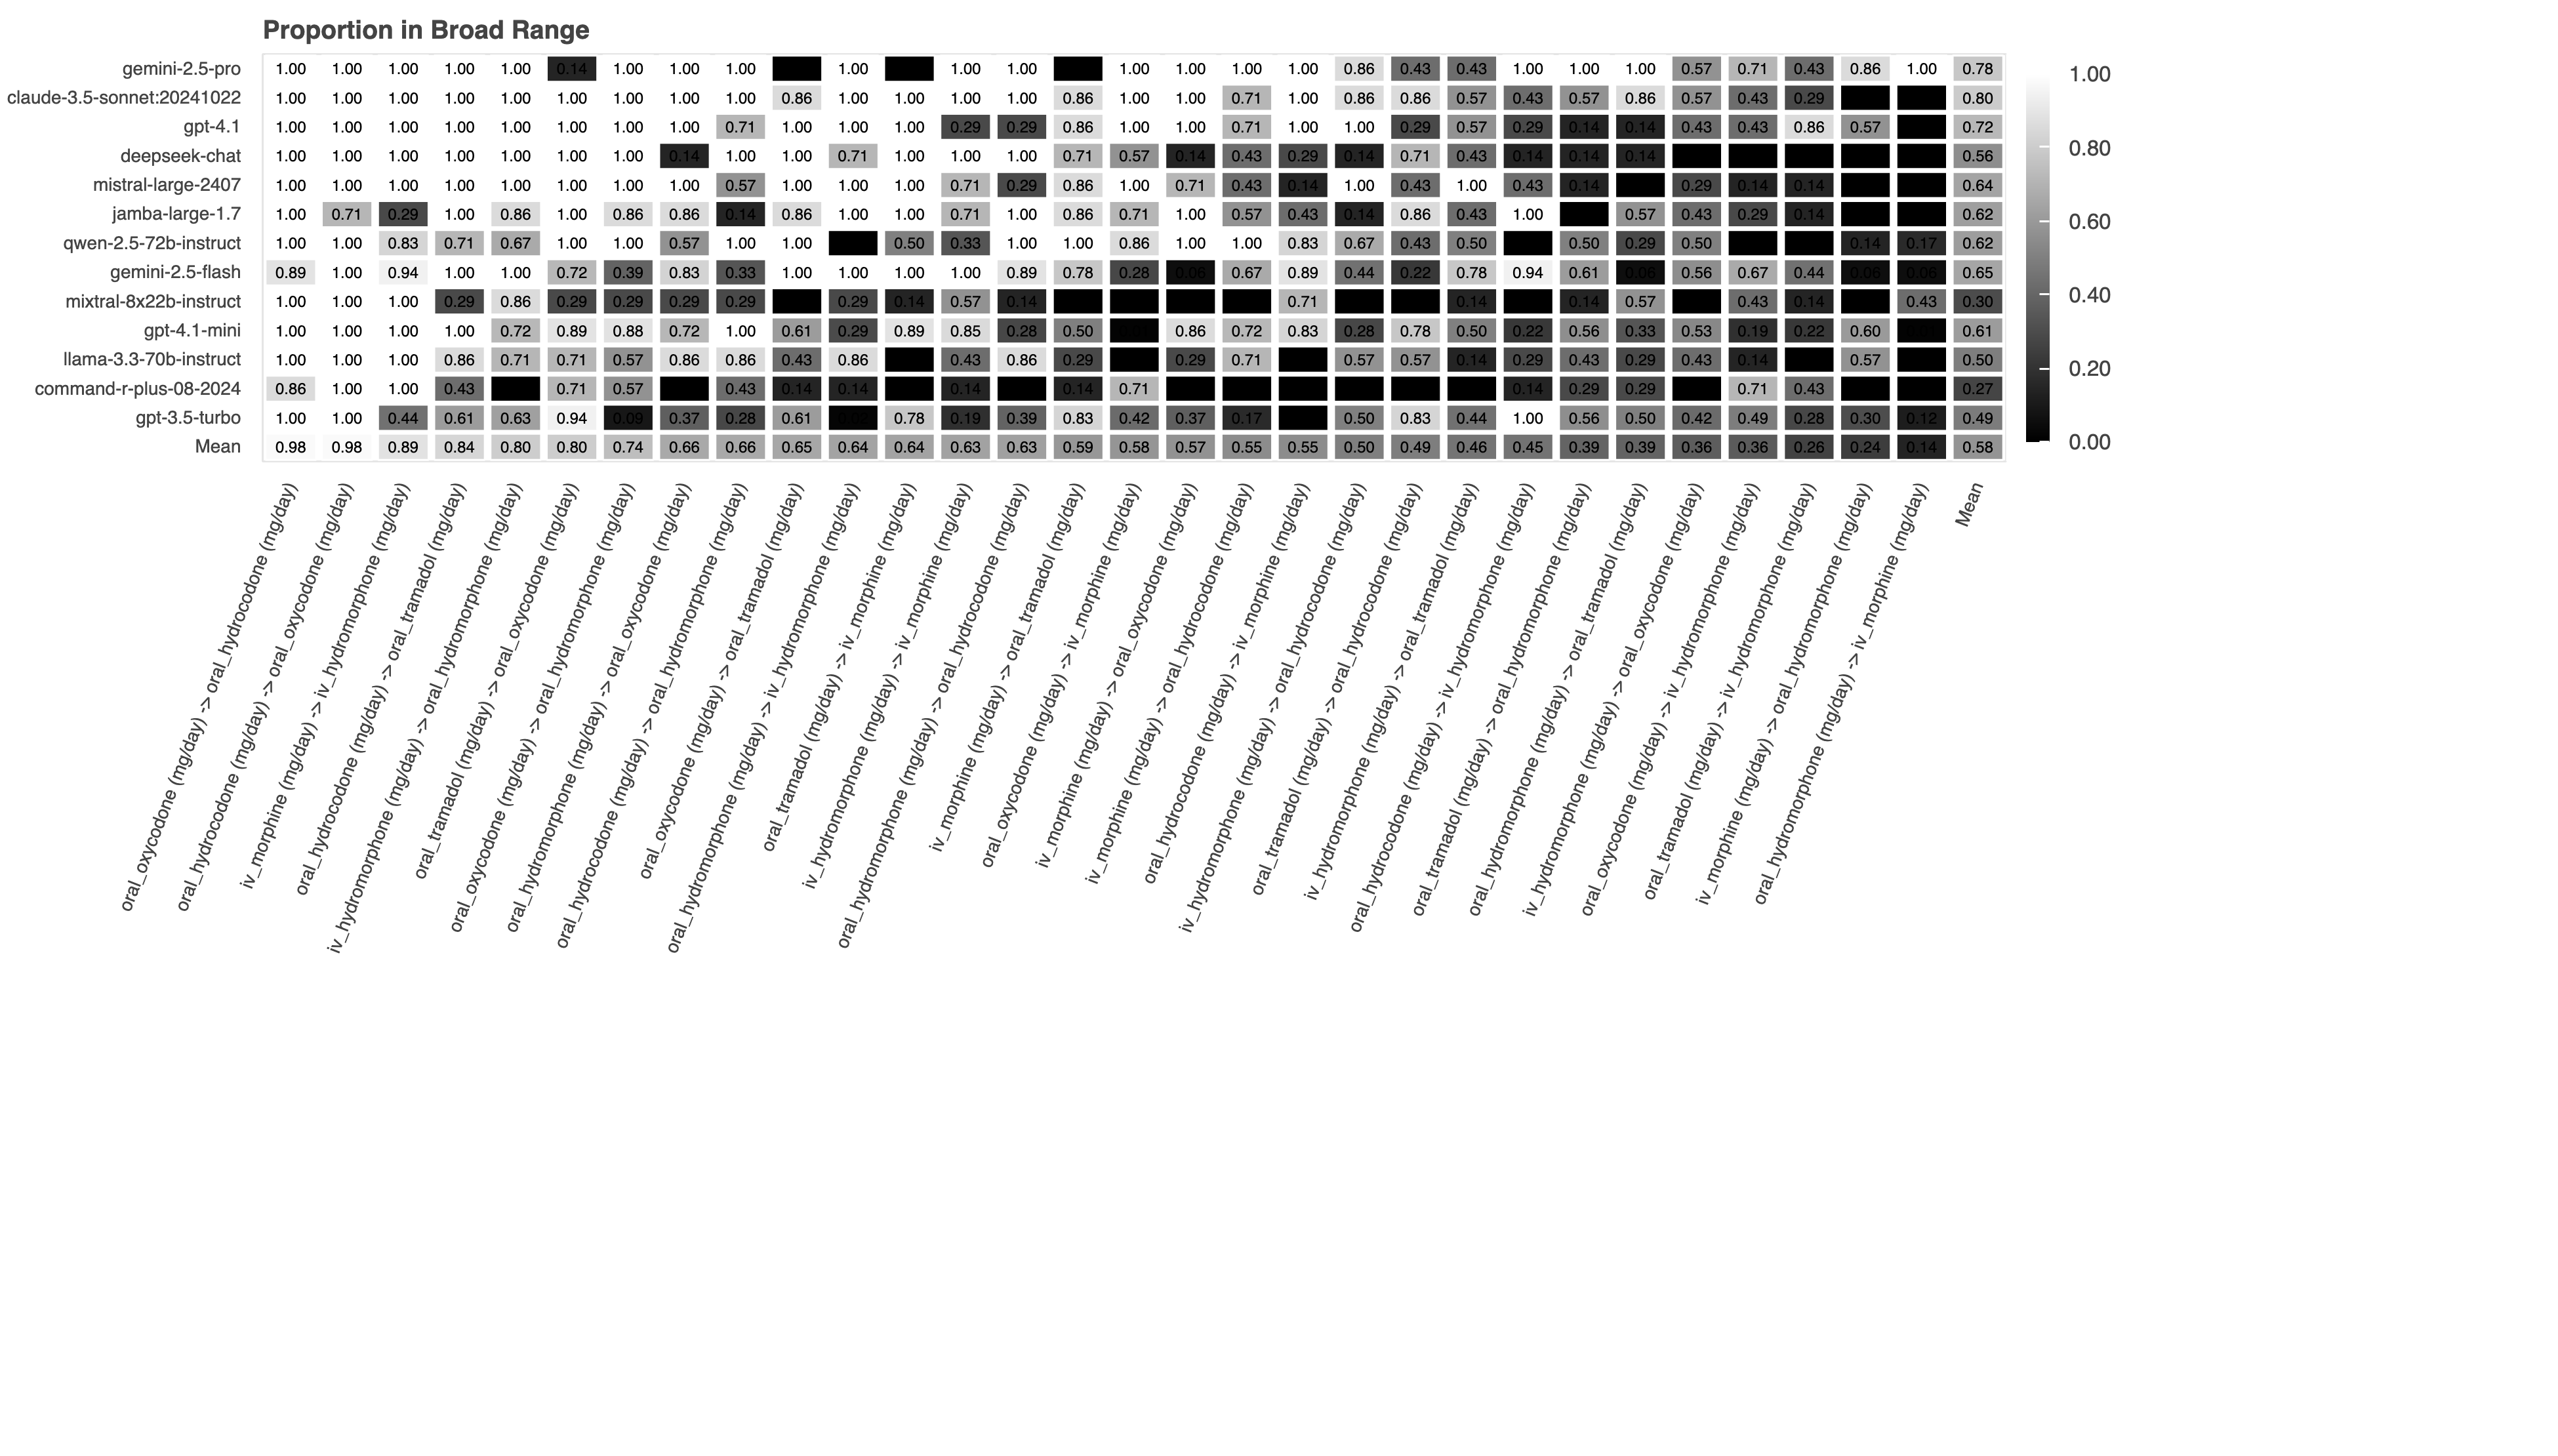 Proportion in Broad Range
gemini-2.5-pro 1.00 1.00 1.00 1.00 1.00 0.14 1.00 1.00 1.00 1.00 1.00 1.00 1.00 1.00 1.00 1.00 0.86 0.43 0.43 1.00 1.00 1.00 0.57 0.71 0.43 0.86 1.00 0.78
claude-3.5-sonnet:20241022 1.00 1.00 1.00 1.00 1.00 1.00 1.00 1.00 1.00 0.86 1.00 1.00 1.00 1.00 0.86 1.00 1.00 0.71 1.00 0.86 0.86 0.57 0.43 0.57 0.86 0.57 0.43 0.29 0.80
gpt-4.1 1.00 1.00 1.00 1.00 1.00 1.00 1.00 1.00 0.71 1.00 1.00 1.00 0.29 0.29 0.86 1.00 1.00 0.71 1.00 1.00 0.29 0.57 0.29 0.14 0.14 0.43 0.43 0.86 0.57 0.72
deepseek-chat 1.00 1.00 1.00 1.00 1.00 1.00 1.00 0.14 1.00 1.00 0.71 1.00 1.00 1.00 0.71 0.57 0.14 0.43 0.29 0.14 0.71 0.43 0.14 0.14 0.14 0.56
mistral-large-2407 1.00 1.00 1.00 1.00 1.00 1.00 1.00 1.00 0.57 1.00 1.00 1.00 0.71 0.29 0.86 1.00 0.71 0.43 0.14 1.00 0.43 1.00 0.43 0.14 0.29 0.14 0.14 0.64
jamba-large-1.7 1.00 0.71 0.29 1.00 0.86 1.00 0.86 0.86 0.14 0.86 1.00 1.00 0.71 1.00 0.86 0.71 1.00 0.57 0.43 0.14 0.86 0.43 1.00 0.57 0.43 0.29 0.14 0.62
qwen-2.5-72b-instruct 1.00 1.00 0.83 0.71 0.67 1.00 1.00 0.57 1.00 1.00 0.50 0.33 1.00 1.00 0.86 1.00 1.00 0.83 0.67 0.43 0.50 0.50 0.29 0.50 0.14 0.17 0.62
gemini-2.5-flash 0.89 1.00 0.94 1.00 1.00 0.72 0.39 0.83 0.33 1.00 1.00 1.00 1.00 0.89 0.78 0.28 0.06 0.67 0.89 0.44 0.22 0.78 0.94 0.61 0.06 0.56 0.67 0.44 0.06 0.06 0.65
mixtral-8x22b-instruct 1.00 1.00 1.00 0.29 0.86 0.29 0.29 0.29 0.29 0.29 0.14 0.57 0.14 0.71 0.14 0.14 0.57 0.43 0.14 0.43 0.30
gpt-4.1-mini 1.00 1.00 1.00 1.00 0.72 0.89 0.88 0.72 1.00 0.61 0.29 0.89 0.85 0.28 0.50 0.86 0.72 0.83 0.28 0.78 0.50 0.22 0.56 0.33 0.53 0.19 0.22 0.60 0.61
llama-3.3-70b-instruct 1.00 1.00 1.00 0.86 0.71 0.71 0.57 0.86 0.86 0.43 0.86 0.43 0.86 0.29 0.29 0.71 0.57 0.57 0.14 0.29 0.43 0.29 0.43 0.14 0.57 0.50
command-r-plus-08-2024 0.86 1.00 1.00 0.43 0.71 0.57 0.43 0.14 0.14 0.14 0.14 0.71 0.14 0.29 0.29 0.71 0.43 0.27
gpt-3.5-turbo 1.00 1.00 0.44 0.61 0.63 0.94 0.09 0.37 0.28 0.61 0.78 0.19 0.39 0.83 0.42 0.37 0.17 0.50 0.83 0.44 1.00 0.56 0.50 0.42 0.49 0.28 0.30 0.12 0.49
Mean 0.98 0.98 0.89 0.84 0.80 0.80 0.74 0.66 0.66 0.65 0.64 0.64 0.63 0.63 0.59 0.58 0.57 0.55 0.55 0.50 0.49 0.46 0.45 0.39 0.39 0.36 0.36 0.26 0.24 0.14 0.58
oral_oxycodone (mg/day) -> oral_hydrocodone (mg/day)
oral_hydrocodone (mg/day) -> oral_oxycodone (mg/day)
iv_morphine (mg/day) -> iv_hydromorphone (mg/day)
oral_hydrocodone (mg/day) -> oral_tramadol (mg/day)
iv_hydromorphone (mg/day) -> oral_hydromorphone (mg/day)
oral_tramadol (mg/day) -> oral_oxycodone (mg/day)
oral_oxycodone (mg/day) -> oral_hydromorphone (mg/day)
oral_hydromorphone (mg/day) -> oral_oxycodone (mg/day)
oral_hydrocodone (mg/day) -> oral_hydromorphone (mg/day)
oral_oxycodone (mg/day) -> oral_tramadol (mg/day)
oral_hydromorphone (mg/day) -> iv_hydromorphone (mg/day)
oral_tramadol (mg/day) -> iv_morphine (mg/day)
iv_hydromorphone (mg/day) -> iv_morphine (mg/day)
oral_hydromorphone (mg/day) -> oral_hydrocodone (mg/day)
iv_morphine (mg/day) -> oral_tramadol (mg/day)
oral_oxycodone (mg/day) -> iv_morphine (mg/day)
iv_morphine (mg/day) -> oral_oxycodone (mg/day)
iv_morphine (mg/day) -> oral_hydrocodone (mg/day)
oral_hydrocodone (mg/day) -> iv_morphine (mg/day)
iv_hydromorphone (mg/day) -> oral_hydrocodone (mg/day)
oral_tramadol (mg/day) -> oral_hydrocodone (mg/day)
iv_hydromorphone (mg/day) -> oral_tramadol (mg/day)
oral_hydrocodone (mg/day) -> iv_hydromorphone (mg/day)
oral_tramadol (mg/day) -> oral_hydromorphone (mg/day)
oral_hydromorphone (mg/day) -> oral_tramadol (mg/day)
iv_hydromorphone (mg/day) -> oral_oxycodone (mg/day)
oral_oxycodone (mg/day) -> iv_hydromorphone (mg/day)
oral_tramadol (mg/day) -> iv_hydromorphone (mg/day)
iv_morphine (mg/day) -> oral_hydromorphone (mg/day)
oral_hydromorphone (mg/day) -> iv_morphine (mg/day)
Mean
1.00
0.80
0.60
0.40
0.20
0.00